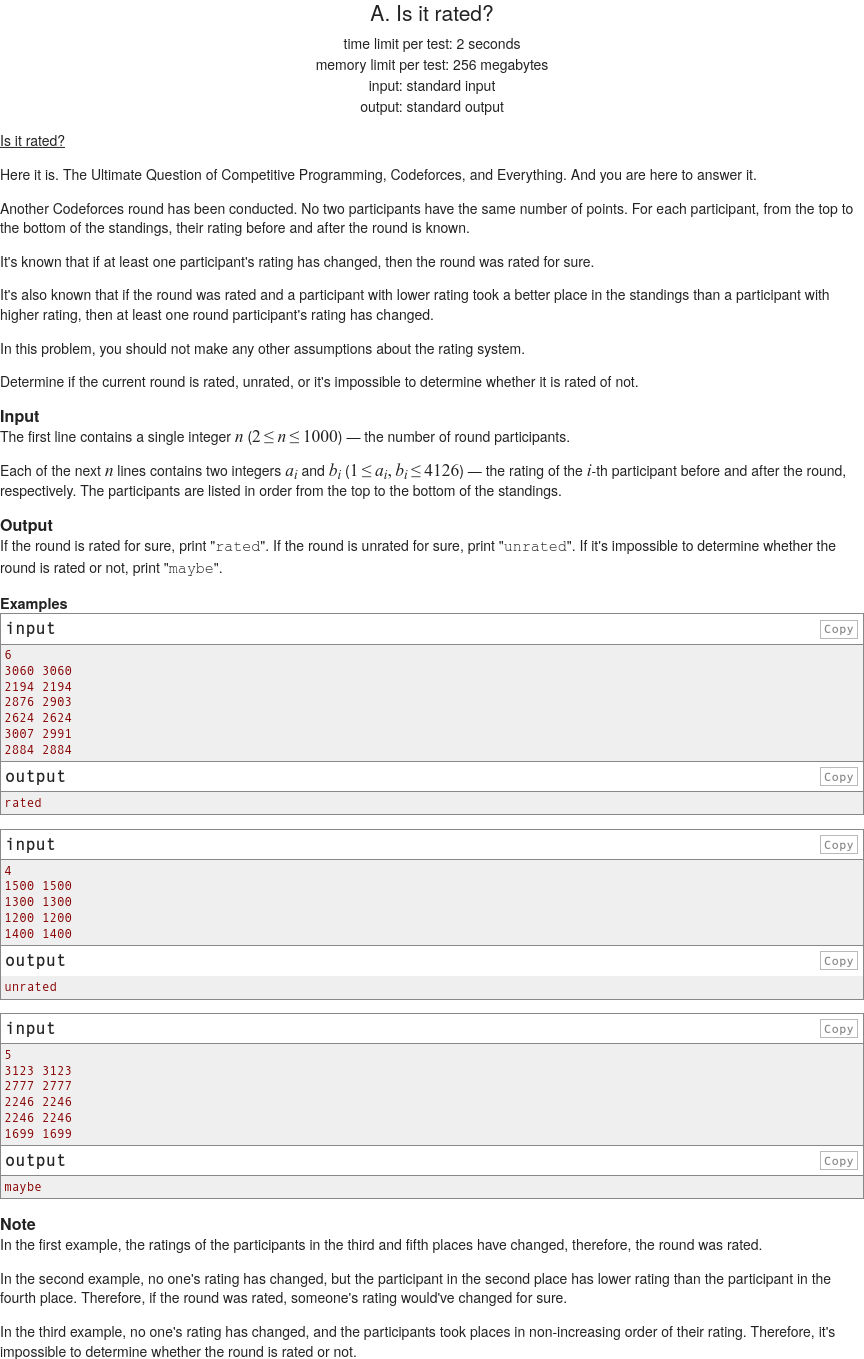 A. Is it rated?
time limit per test: 2 seconds
memory limit per test: 256 megabytes
input: standard input
output: standard output
Is it rated?
Here it is. The Ultimate Question of Competitive Programming, Codeforces, and Everything. And you are here to answer it.
Another Codeforces round has been conducted. No two participants have the same number of points. For each participant, from the top to
the bottom of the standings, their rating before and after the round is known.
It's known that if at least one participant's rating has changed, then the round was rated for sure.
It's also known that if the round was rated and a participant with lower rating took a better place in the standings than a participant with
higher rating, then at least one round participant's rating has changed.
In this problem, you should not make any other assumptions about the rating system.
Determine if the current round is rated, unrated, or it's impossible to determine whether it is rated of not.
Input
The first line contains a single integer n (2 ≤ n ≤ 1000) — the number of round participants.
Each of the next n lines contains two integers a_i and b_i (1 ≤ a_i, b_i ≤ 4126) — the rating of the i-th participant before and after the round,
respectively. The participants are listed in order from the top to the bottom of the standings.
Output
If the round is rated for sure, print "rated". If the round is unrated for sure, print "unrated". If it's impossible to determine whether the
round is rated or not, print "maybe".
Examples
input Copy
6
3060 3060
2194 2194
2876 2903
2624 2624
3007 2991
2884 2884
output Copy
rated
input Copy
4
1500 1500
1300 1300
1200 1200
1400 1400
output Copy
unrated
input Copy
5
3123 3123
2777 2777
2246 2246
2246 2246
1699 1699
output Copy
maybe
Note
In the first example, the ratings of the participants in the third and fifth places have changed, therefore, the round was rated.
In the second example, no one's rating has changed, but the participant in the second place has lower rating than the participant in the
fourth place. Therefore, if the round was rated, someone's rating would've changed for sure.
In the third example, no one's rating has changed, and the participants took places in non-increasing order of their rating. Therefore, it's
impossible to determine whether the round is rated or not.